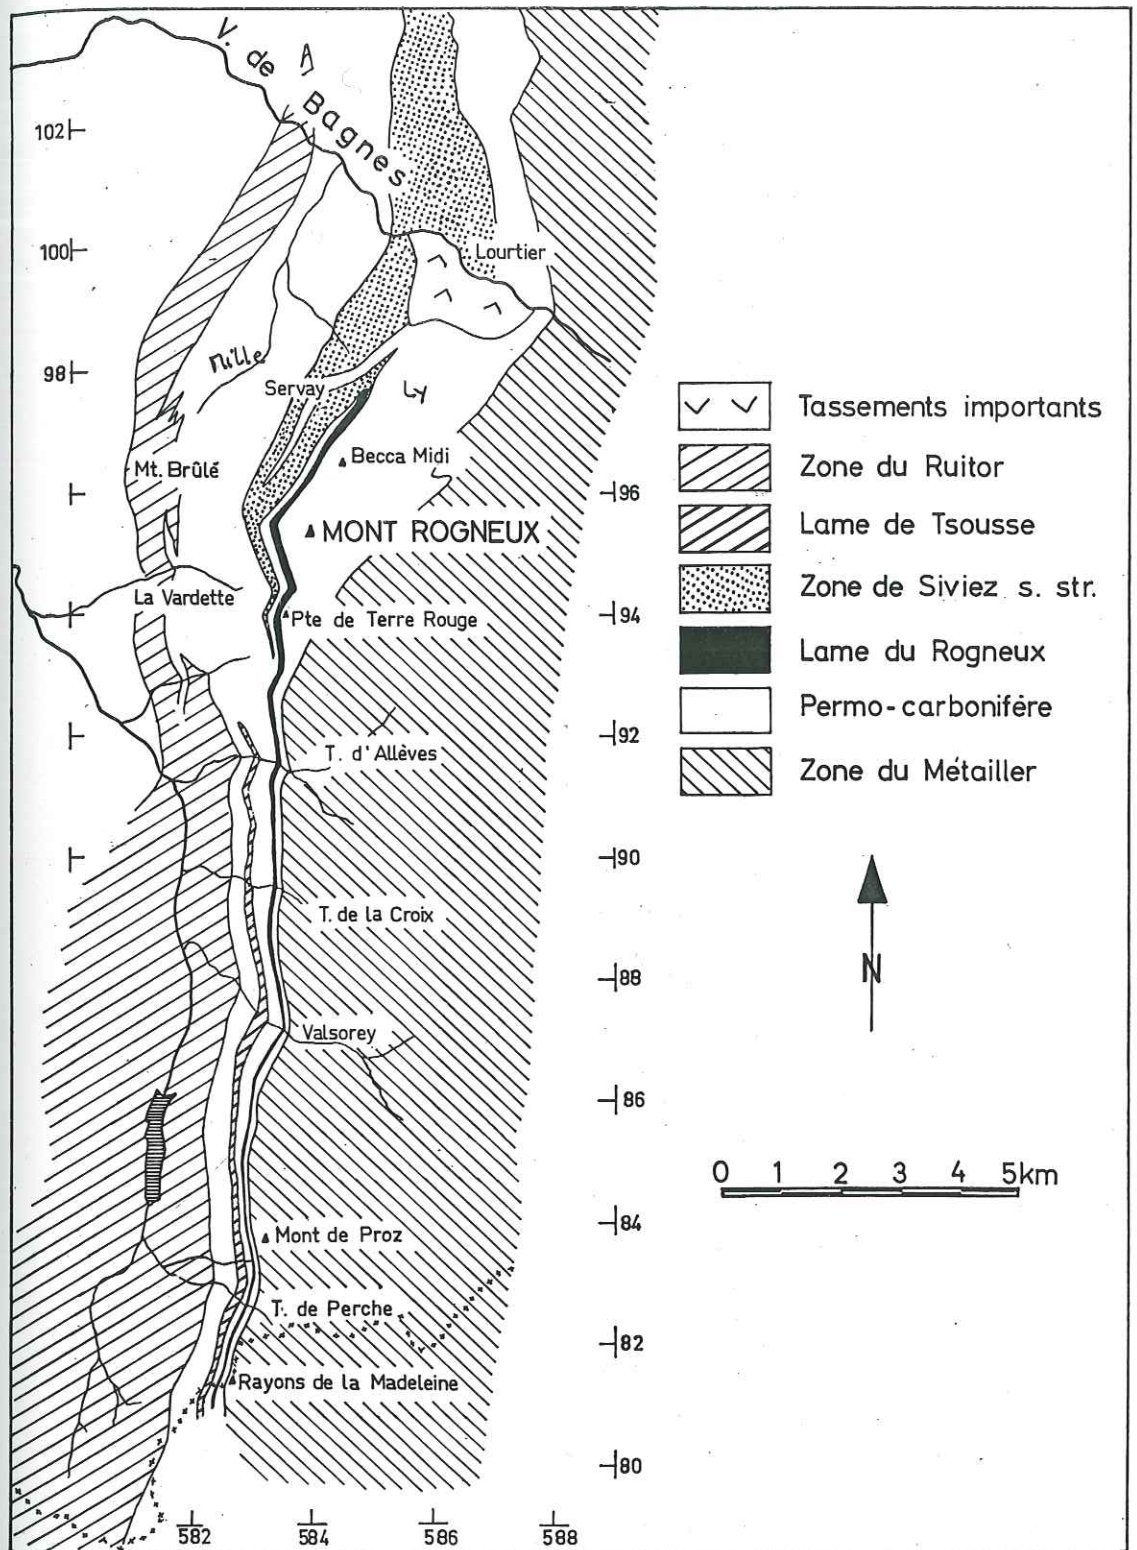 V. de Bagnes
A
102
100
Lourtier
98
Mille
Servay
Ly
Tassements importants
Mt. Brûlé
Becca Midi
Zone du Ruitor
96
MONT ROGNEUX
Lame de Tsousse
La Vardette
Zone de Siviez s. str.
Pte de Terre Rouge
94
Lame du Rogneux
Permo-carbonifère
92
T. d'Allèves
Zone du Métailler
90
T. de la Croix
88
N
Valsorey
86
0 1 2 3 4 5km
84
Mont de Proz
T. de Perche
82
Rayons de la Madeleine
80
582 584 586 588